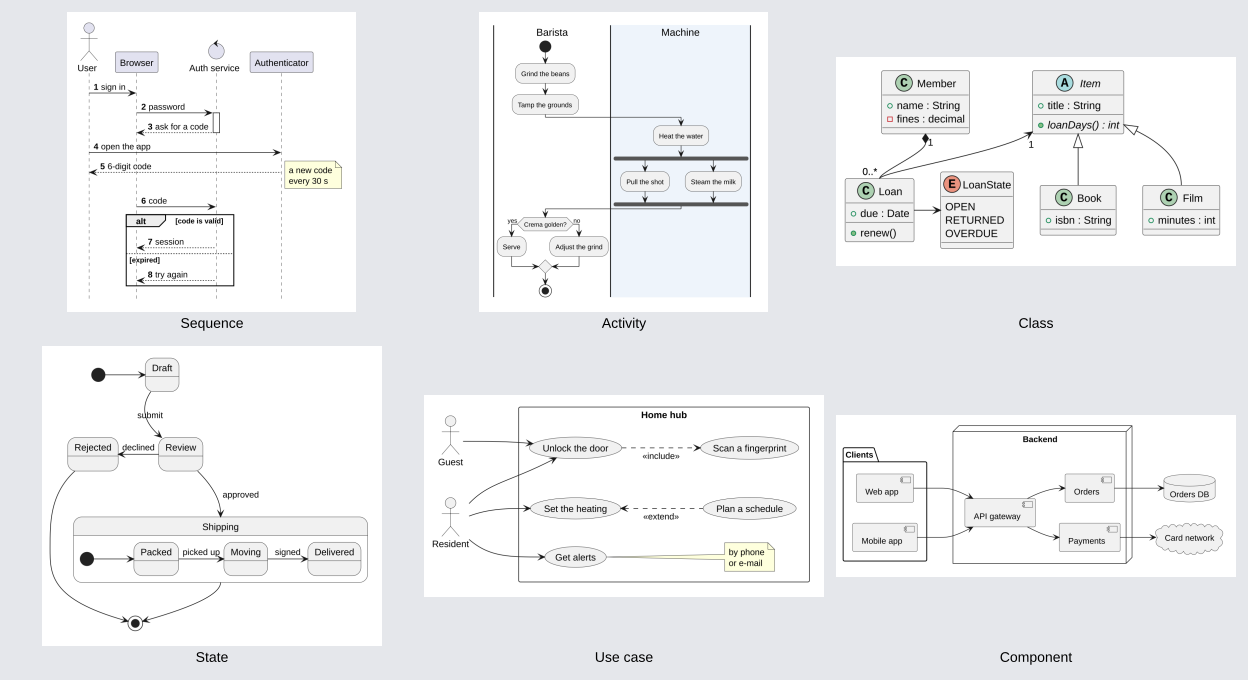 User
Browser
Auth service
Authenticator
1 sign in
2 password
3 ask for a code
4 open the app
5 6-digit code
a new code
every 30 s
6 code
alt [code is valid]
7 session
[expired]
8 try again
Sequence
Barista
Machine
Grind the beans
Tamp the grounds
Heat the water
Pull the shot
Steam the milk
yes
Crema golden?
no
Serve
Adjust the grind
Activity
C Member
name : String
fines : decimal
A Item
title : String
loanDays() : int
1
1
0..*
C Loan
due : Date
renew()
E LoanState
OPEN
RETURNED
OVERDUE
C Book
isbn : String
C Film
minutes : int
Class
Draft
submit
Rejected
declined
Review
approved
Shipping
Packed
picked up
Moving
signed
Delivered
State
Home hub
Guest
Unlock the door
«include»
Scan a fingerprint
Resident
Set the heating
«extend»
Plan a schedule
Get alerts
by phone
or e-mail
Use case
Clients
Web app
Mobile app
Backend
API gateway
Orders
Payments
Orders DB
Card network
Component